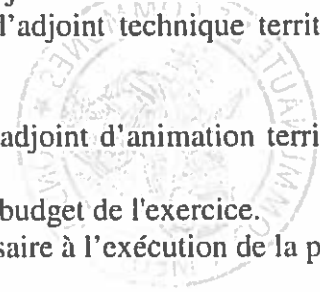 l'adjoint technique territ
adjoint d'animation terri
budget de l'exercice.
saire à l'exécution de la p